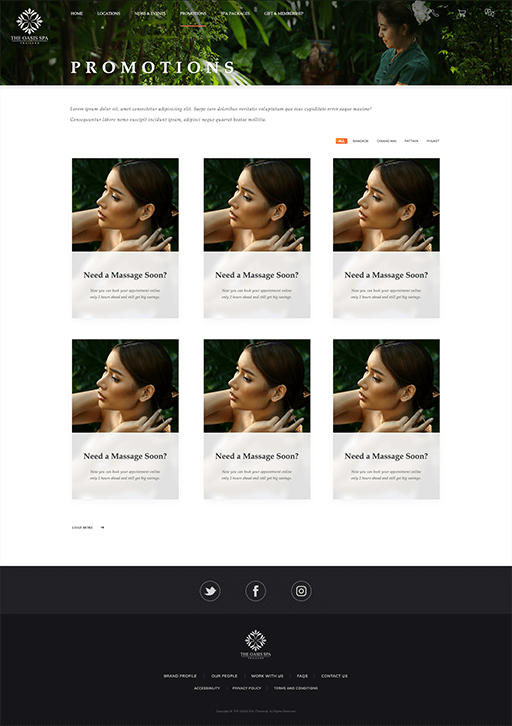 THE OASIS SPA
THAILAND
HOME LOCATIONS NEWS & EVENTS PROMOTIONS SPA PACKAGES GIFT & MEMBERSHIP
PROMOTIONS
Lorem ipsum dolor sit, amet consectetur adipisicing elit. Saepe iure doloribus veritatis voluptatum quo eius cupiditate error neque maxime?
Consequuntur labore nemo suscipit incidunt ipsum, adipisci neque quaerat beatae mollitia.
ALL BANGKOK CHIANG MAI PATTAYA PHUKET
Need a Massage Soon?
Now you can book your appointment online
only 2 hours ahead and still get big savings.
Need a Massage Soon?
Now you can book your appointment online
only 2 hours ahead and still get big savings.
Need a Massage Soon?
Now you can book your appointment online
only 2 hours ahead and still get big savings.
Need a Massage Soon?
Now you can book your appointment online
only 2 hours ahead and still get big savings.
Need a Massage Soon?
Now you can book your appointment online
only 2 hours ahead and still get big savings.
Need a Massage Soon?
Now you can book your appointment online
only 2 hours ahead and still get big savings.
LOAD MORE
THE OASIS SPA
THAILAND
BRAND PROFILE OUR PEOPLE WORK WITH US FAQS CONTACT US
ACCESSIBILITY PRIVACY POLICY TERMS AND CONDITIONS